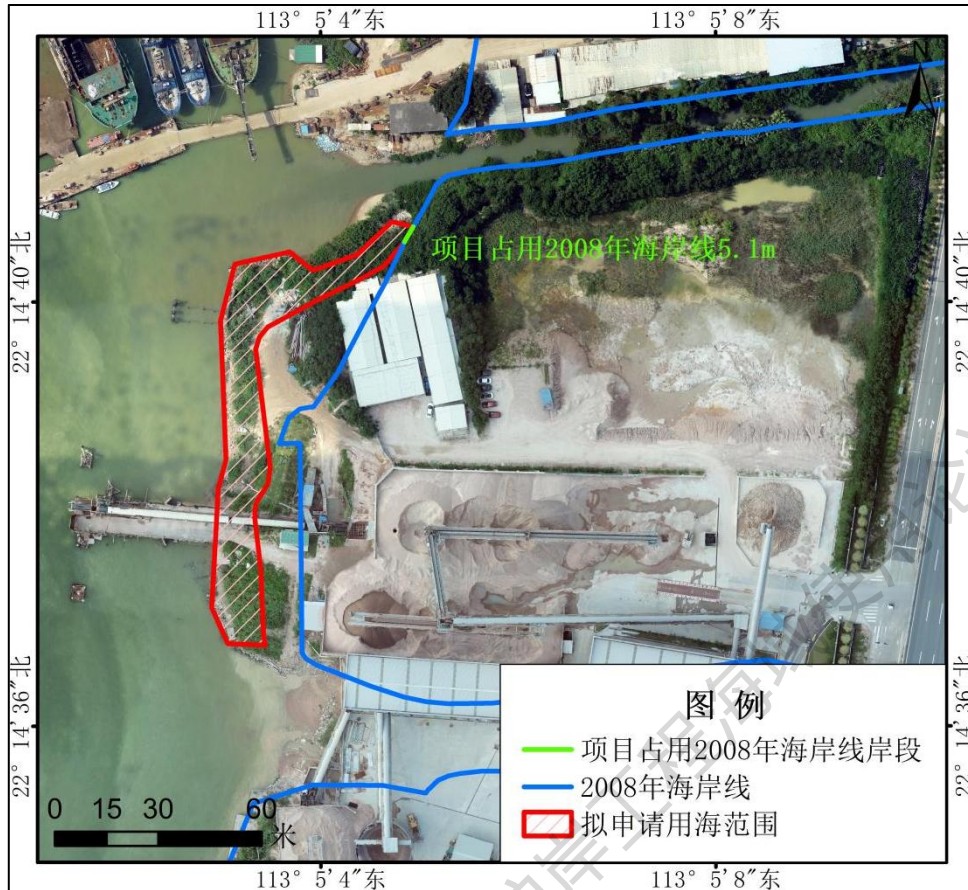 113° 5′4″东
113° 5′8″东
N
22° 14′40″北
22° 14′40″北
项目占用2008年海岸线5.1m
22° 14′36″北
22° 14′36″北
图 例
项目占用2008年海岸线岸段
2008年海岸线
拟申请用海范围
0 15 30 60
米
113° 5′4″东
113° 5′8″东